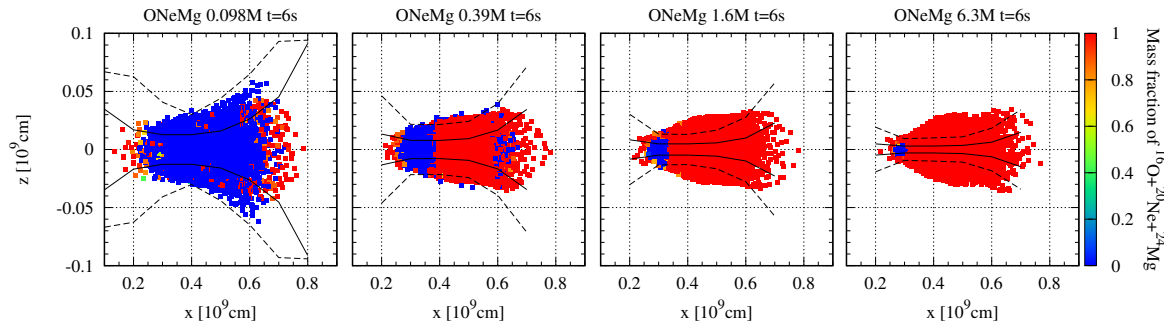 ONeMg 0.098M t=6s
ONeMg 0.39M t=6s
ONeMg 1.6M t=6s
ONeMg 6.3M t=6s
0.1
0.05
0
-0.05
-0.1
z [10⁹cm]
0.2 0.4 0.6 0.8
0.2 0.4 0.6 0.8
0.2 0.4 0.6 0.8
0.2 0.4 0.6 0.8
x [10⁹cm]
x [10⁹cm]
x [10⁹cm]
x [10⁹cm]
1
0.8
0.6
0.4
0.2
0
Mass fraction of ¹⁶O+²⁰Ne+²⁴Mg